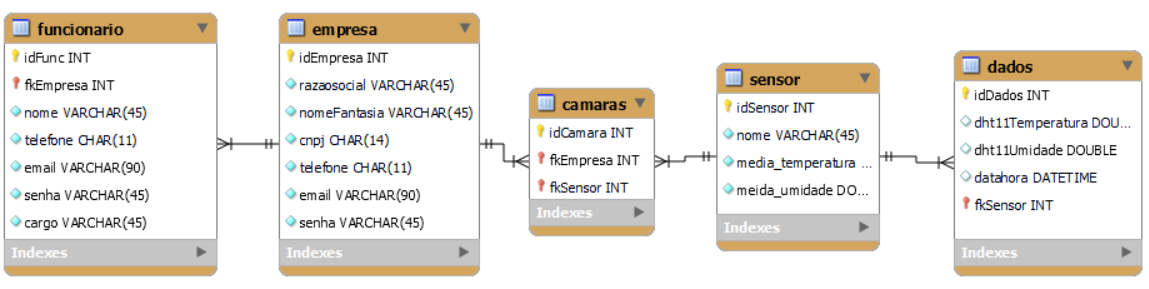 funcionario
idFunc INT
fkEmpresa INT
nome VARCHAR(45)
telefone CHAR(11)
email VARCHAR(90)
senha VARCHAR(45)
cargo VARCHAR(45)
Indexes
empresa
idEmpresa INT
razaosocial VARCHAR(45)
nomeFantasia VARCHAR(45)
cnpj CHAR(14)
telefone CHAR(11)
email VARCHAR(90)
senha VARCHAR(45)
Indexes
camaras
idCamara INT
fkEmpresa INT
fkSensor INT
Indexes
sensor
idSensor INT
nome VARCHAR(45)
media_temperatura ...
meida_umidade DO...
Indexes
dados
idDados INT
dht11Temperatura DOU...
dht11Umidade DOUBLE
datahora DATETIME
fkSensor INT
Indexes